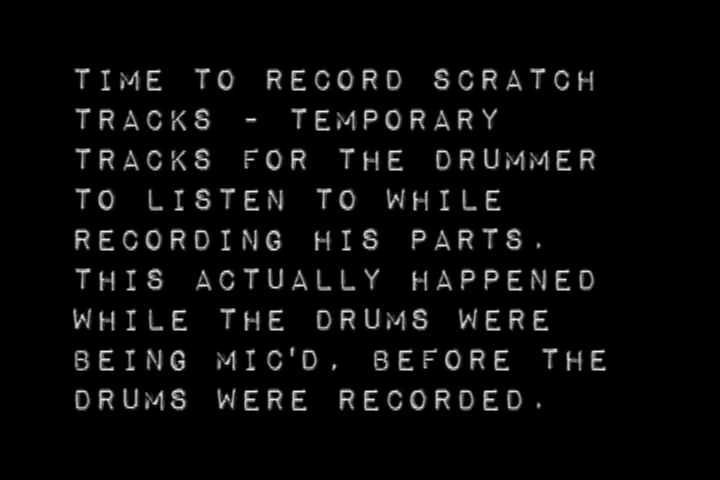 TIME TO RECORD SCRATCH
TRACKS - TEMPORARY
TRACKS FOR THE DRUMMER
TO LISTEN TO WHILE
RECORDING HIS PARTS.
THIS ACTUALLY HAPPENED
WHILE THE DRUMS WERE
BEING MIC'D, BEFORE THE
DRUMS WERE RECORDED.